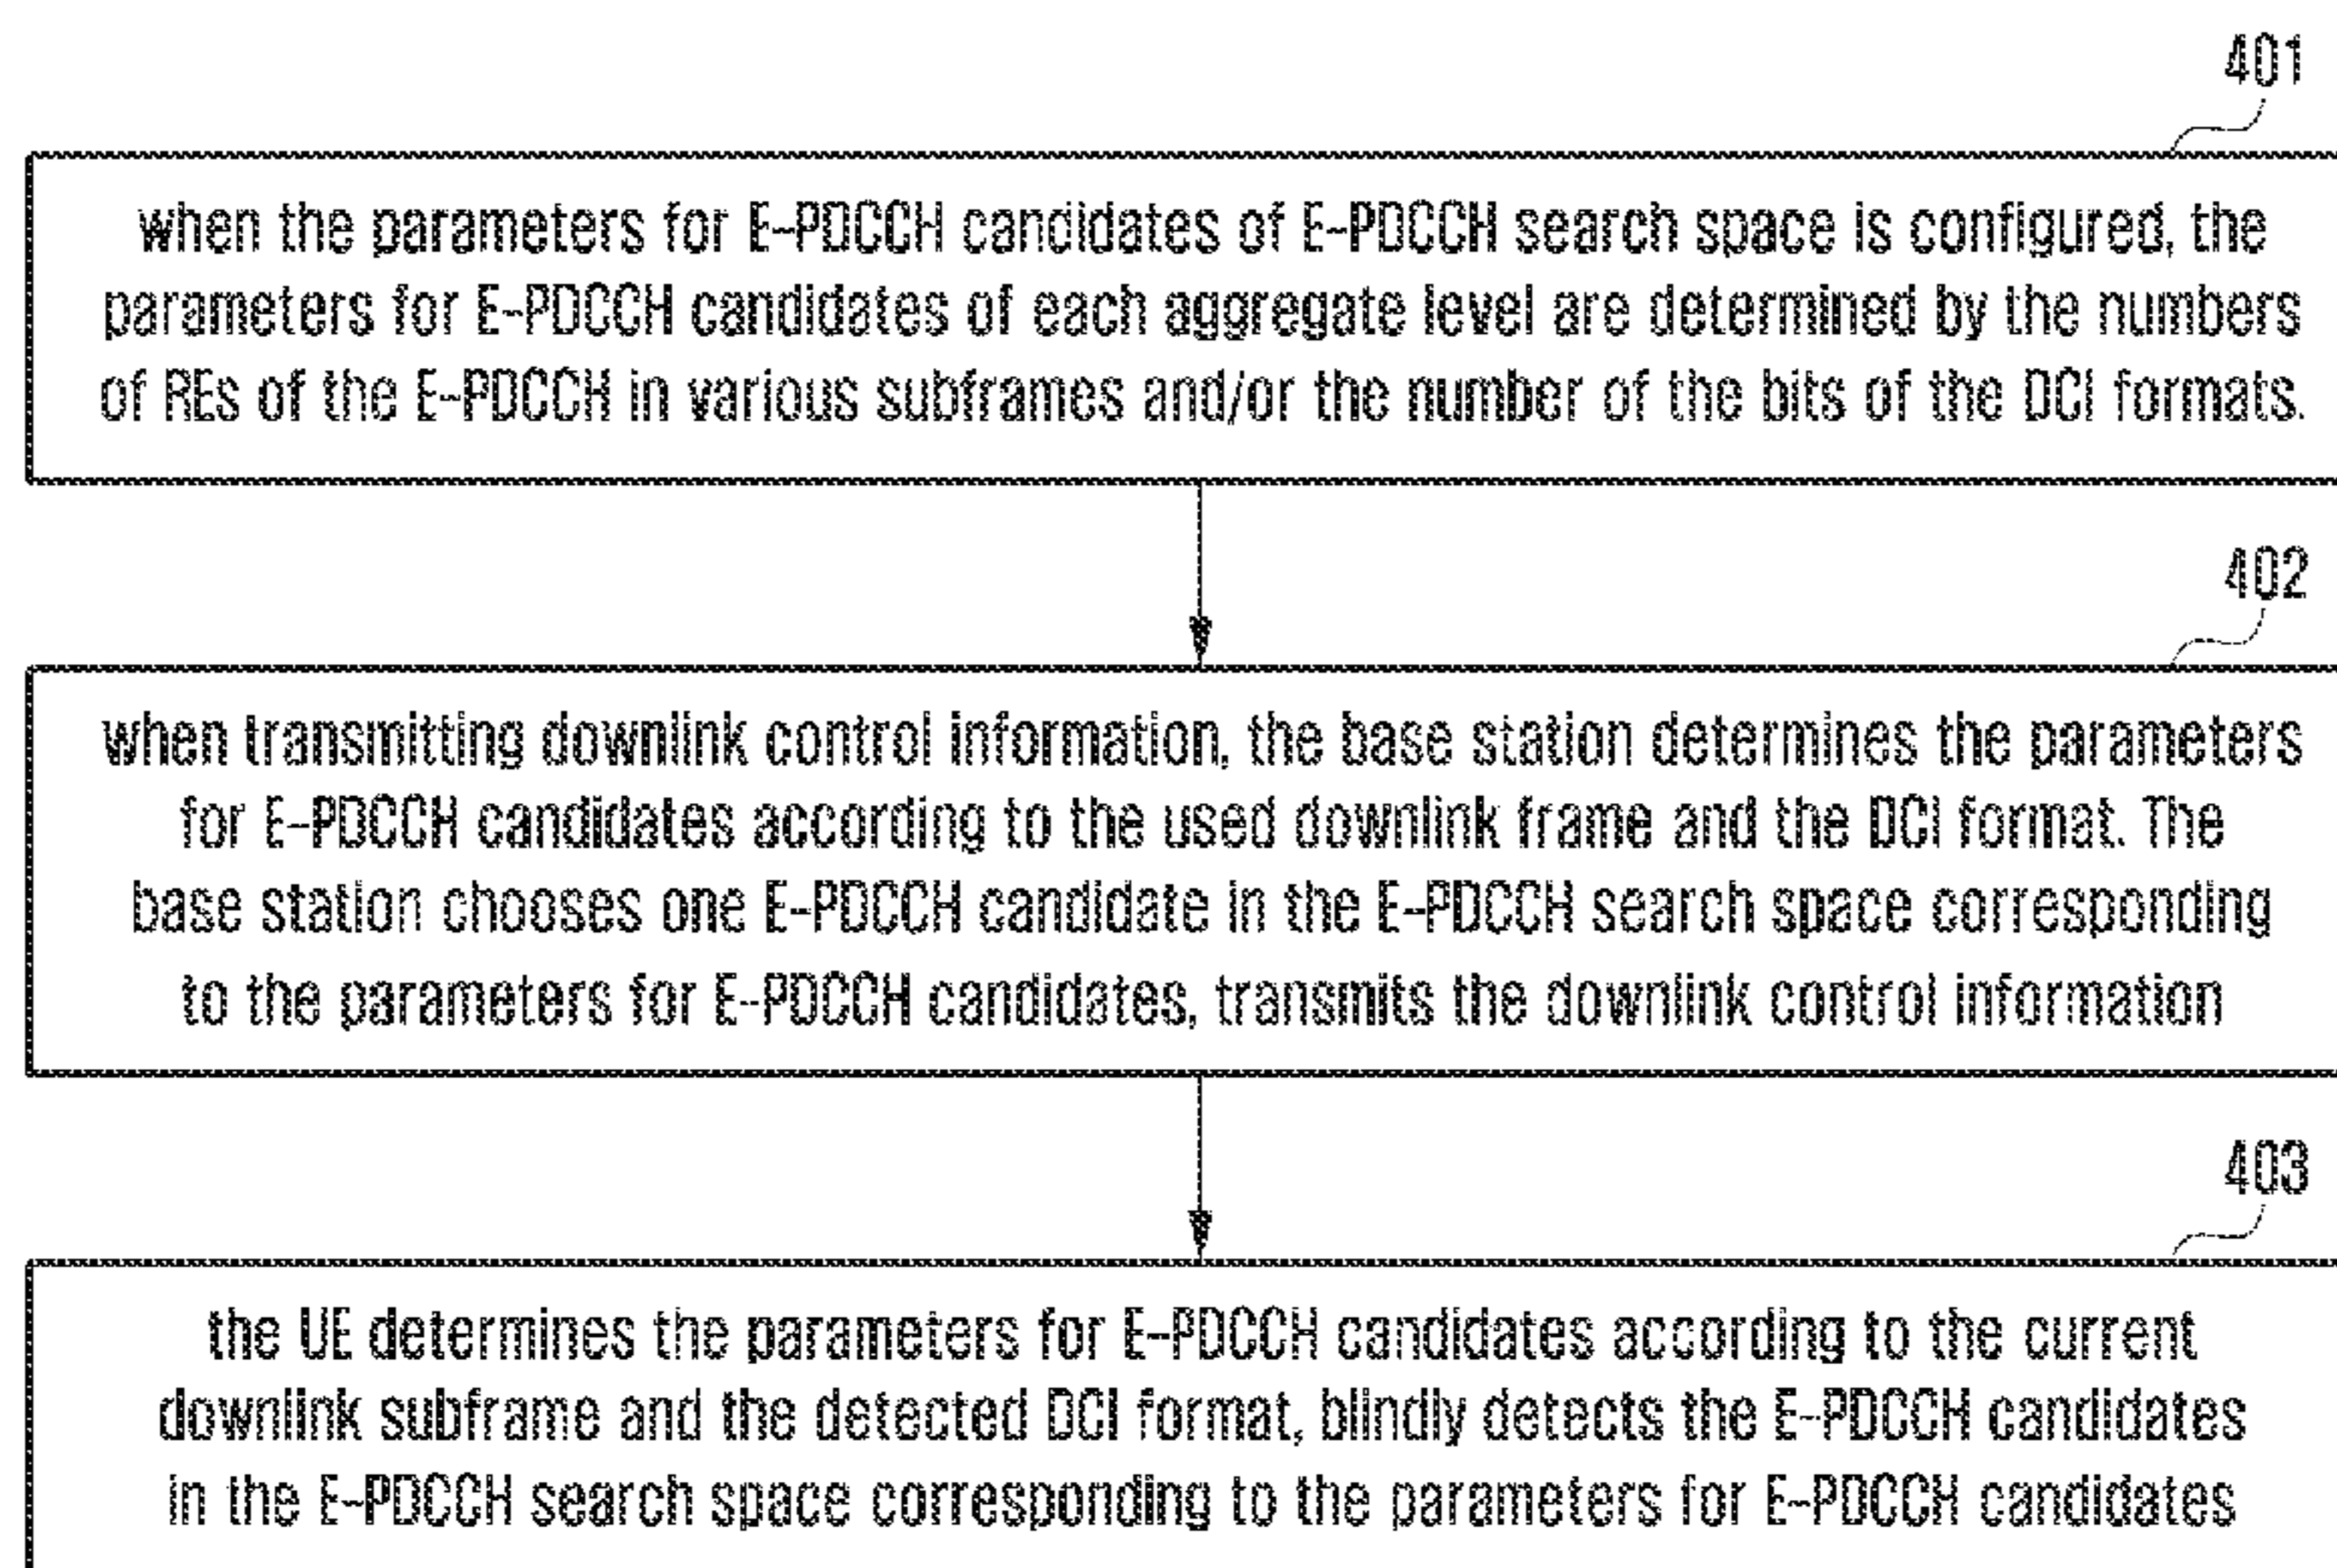 401
when the parameters for E-PDCCH candidates of E-PDCCH search space is configured, the
parameters for E-PDCCH candidates of each aggregate level are determined by the numbers
of REs of the E-PDCCH in various subframes and/or the number of the bits of the DCI formats.
402
when transmitting downlink control information, the base station determines the parameters
for E-PDCCH candidates according to the used downlink frame and the DCI format. The
base station chooses one E-PDCCH candidate in the E-PDCCH search space corresponding
to the parameters for E-PDCCH candidates, transmits the downlink control information
403
the UE determines the parameters for E-PDCCH candidates according to the current
downlink subframe and the detected DCI format, blindly detects the E-PDCCH candidates
in the E-PDCCH search space corresponding to the parameters for E-PDCCH candidates